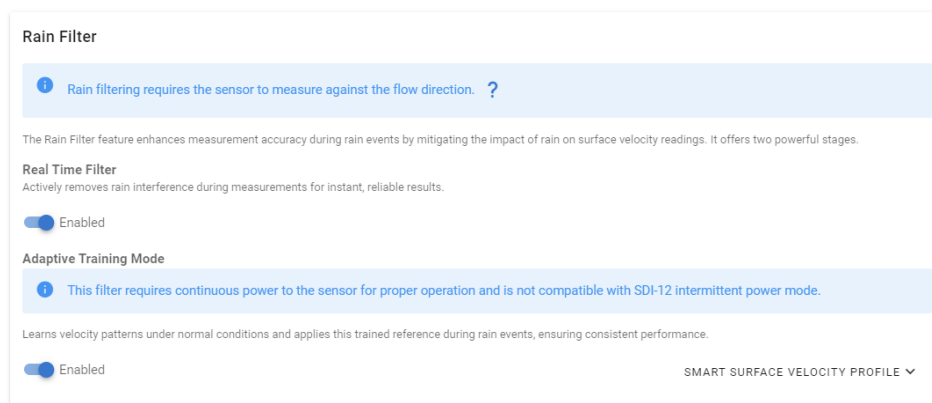 Rain Filter
Rain filtering requires the sensor to measure against the flow direction. ?
The Rain Filter feature enhances measurement accuracy during rain events by mitigating the impact of rain on surface velocity readings. It offers two powerful stages.
Real Time Filter
Actively removes rain interference during measurements for instant, reliable results.
Enabled
Adaptive Training Mode
This filter requires continuous power to the sensor for proper operation and is not compatible with SDI-12 intermittent power mode.
Learns velocity patterns under normal conditions and applies this trained reference during rain events, ensuring consistent performance.
Enabled
SMART SURFACE VELOCITY PROFILE